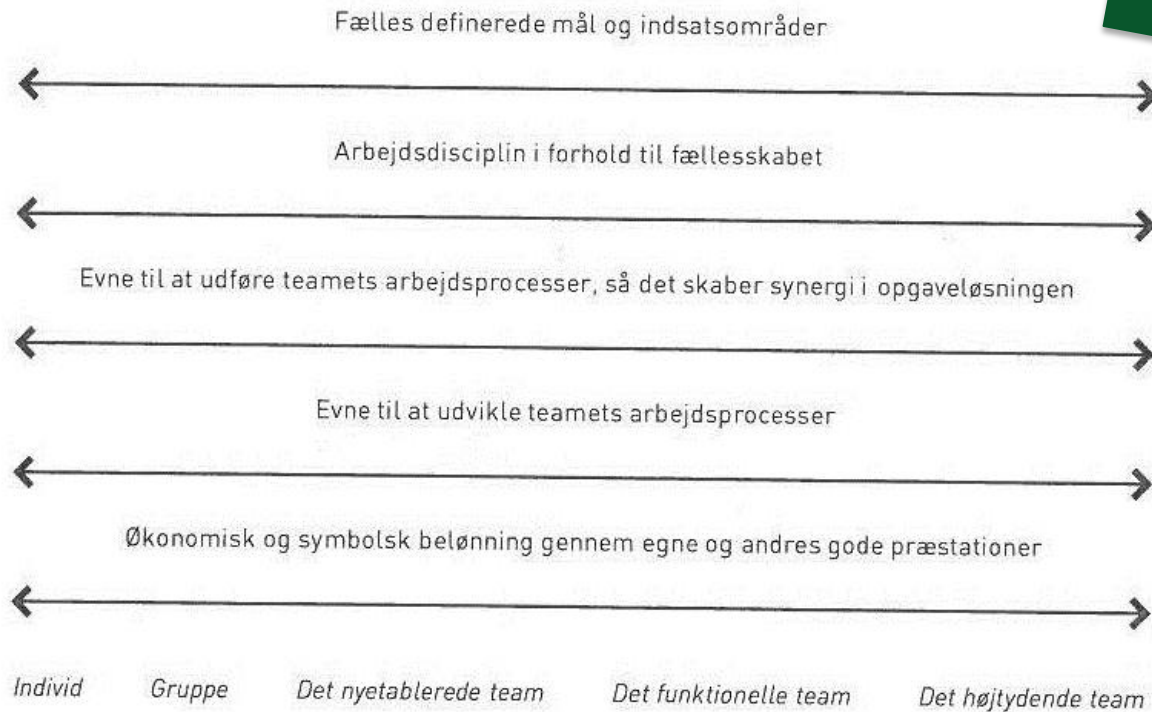 Fælles definerede mål og indsatsområder
Arbejdsdisciplin i forhold til fællesskabet
Evne til at udføre teamets arbejdsprocesser, så det skaber synergi i opgaveløsningen
Evne til at udvikle teamets arbejdsprocesser
Økonomisk og symbolsk belønning gennem egne og andres gode præstationer
Individ Gruppe Det nyetablerede team Det funktionelle team Det højtydende team